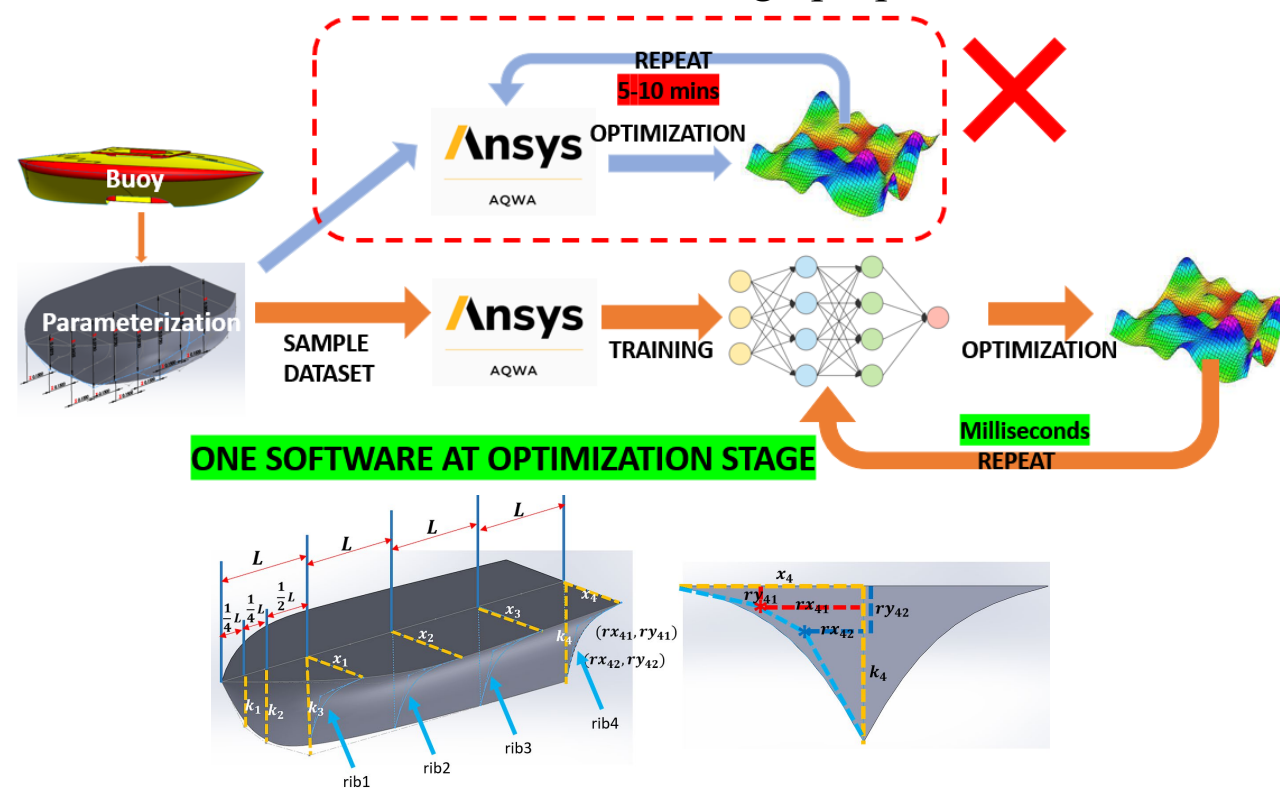 REPEAT
5-10 mins
OPTIMIZATION
Ansys
AQWA
Buoy
Parameterization
SAMPLE
DATASET
Ansys
AQWA
TRAINING
OPTIMIZATION
Milliseconds
REPEAT
ONE SOFTWARE AT OPTIMIZATION STAGE
L
L
L
L
1/4 L
1/4 L
1/2 L
x₁
x₂
x₃
x₄
k₁
k₂
k₃
k₄
(rx₄₁, ry₄₁)
(rx₄₂, ry₄₂)
rib1
rib2
rib3
rib4
x₄
ry₄₁
rx₄₁
ry₄₂
rx₄₂
k₄